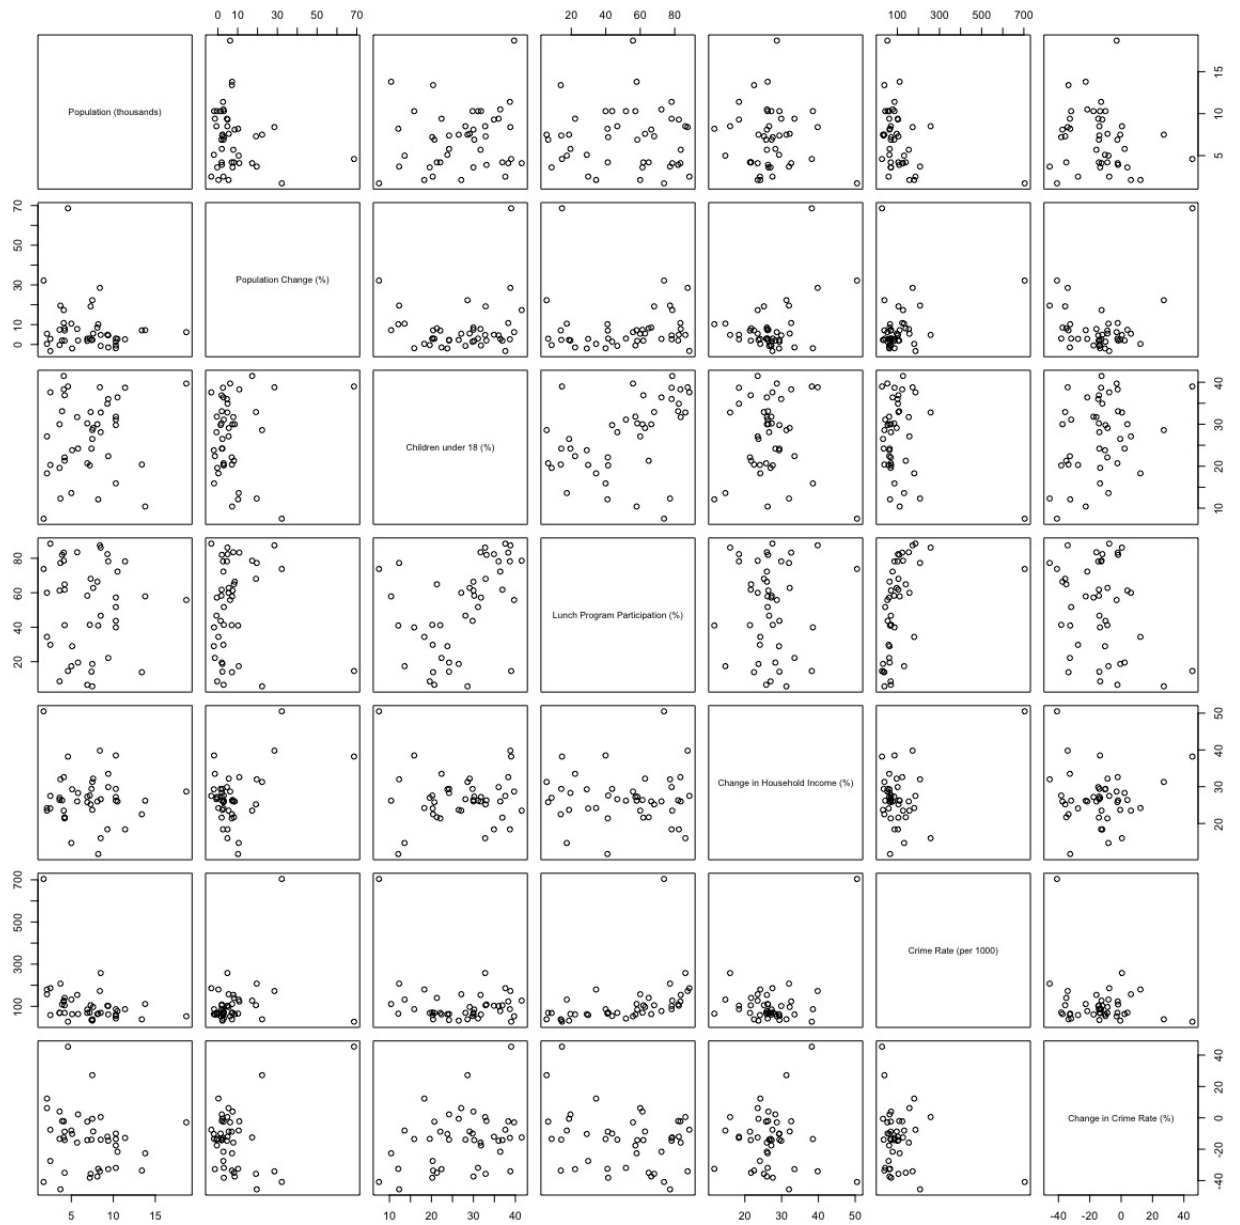 0 10 30 50 70 20 40 60 80 100 300 500 700
Population (thousands) 5 10 15
0 10 30 50 70 Population Change (%)
Children under 18 (%) 10 20 30 40
20 40 60 80 Lunch Program Participation (%)
Change in Household Income (%) 20 30 40 50
100 300 500 700 Crime Rate (per 1000)
Change in Crime Rate (%) -40 -20 0 20 40
5 10 15 10 20 30 40 20 30 40 50 -40 -20 0 20 40